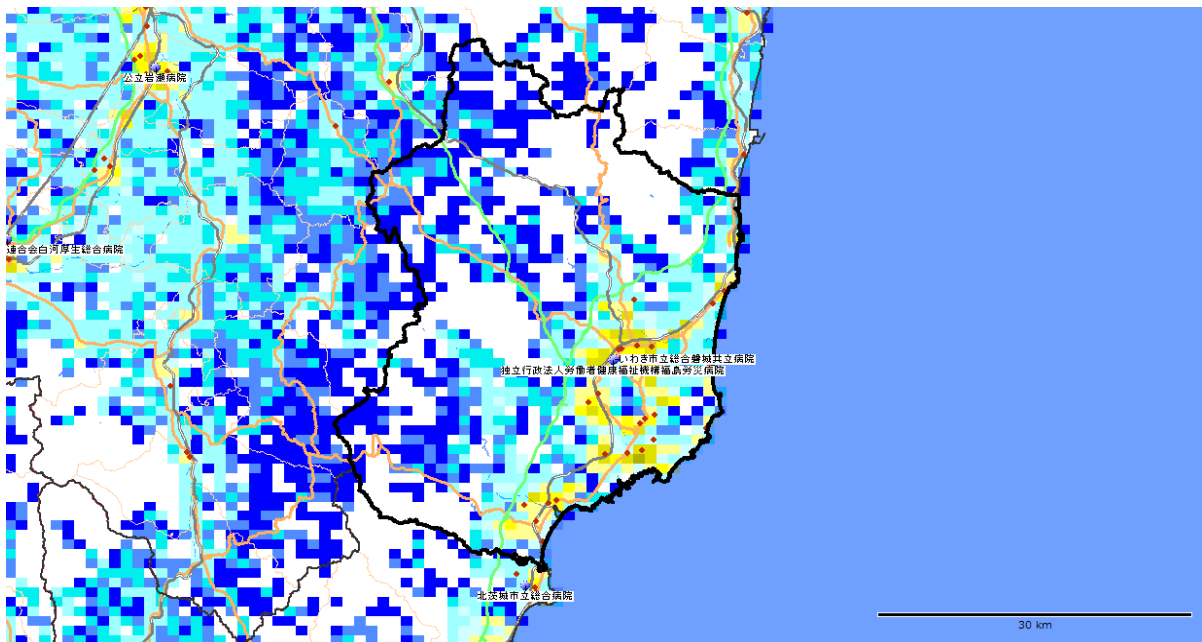 公立岩瀬病院
連合会白河厚生総合病院
いわき市立総合磐城共立病院
独立行政法人労働者健康福祉機構福島労災病院
北茨城市立総合病院
30 km